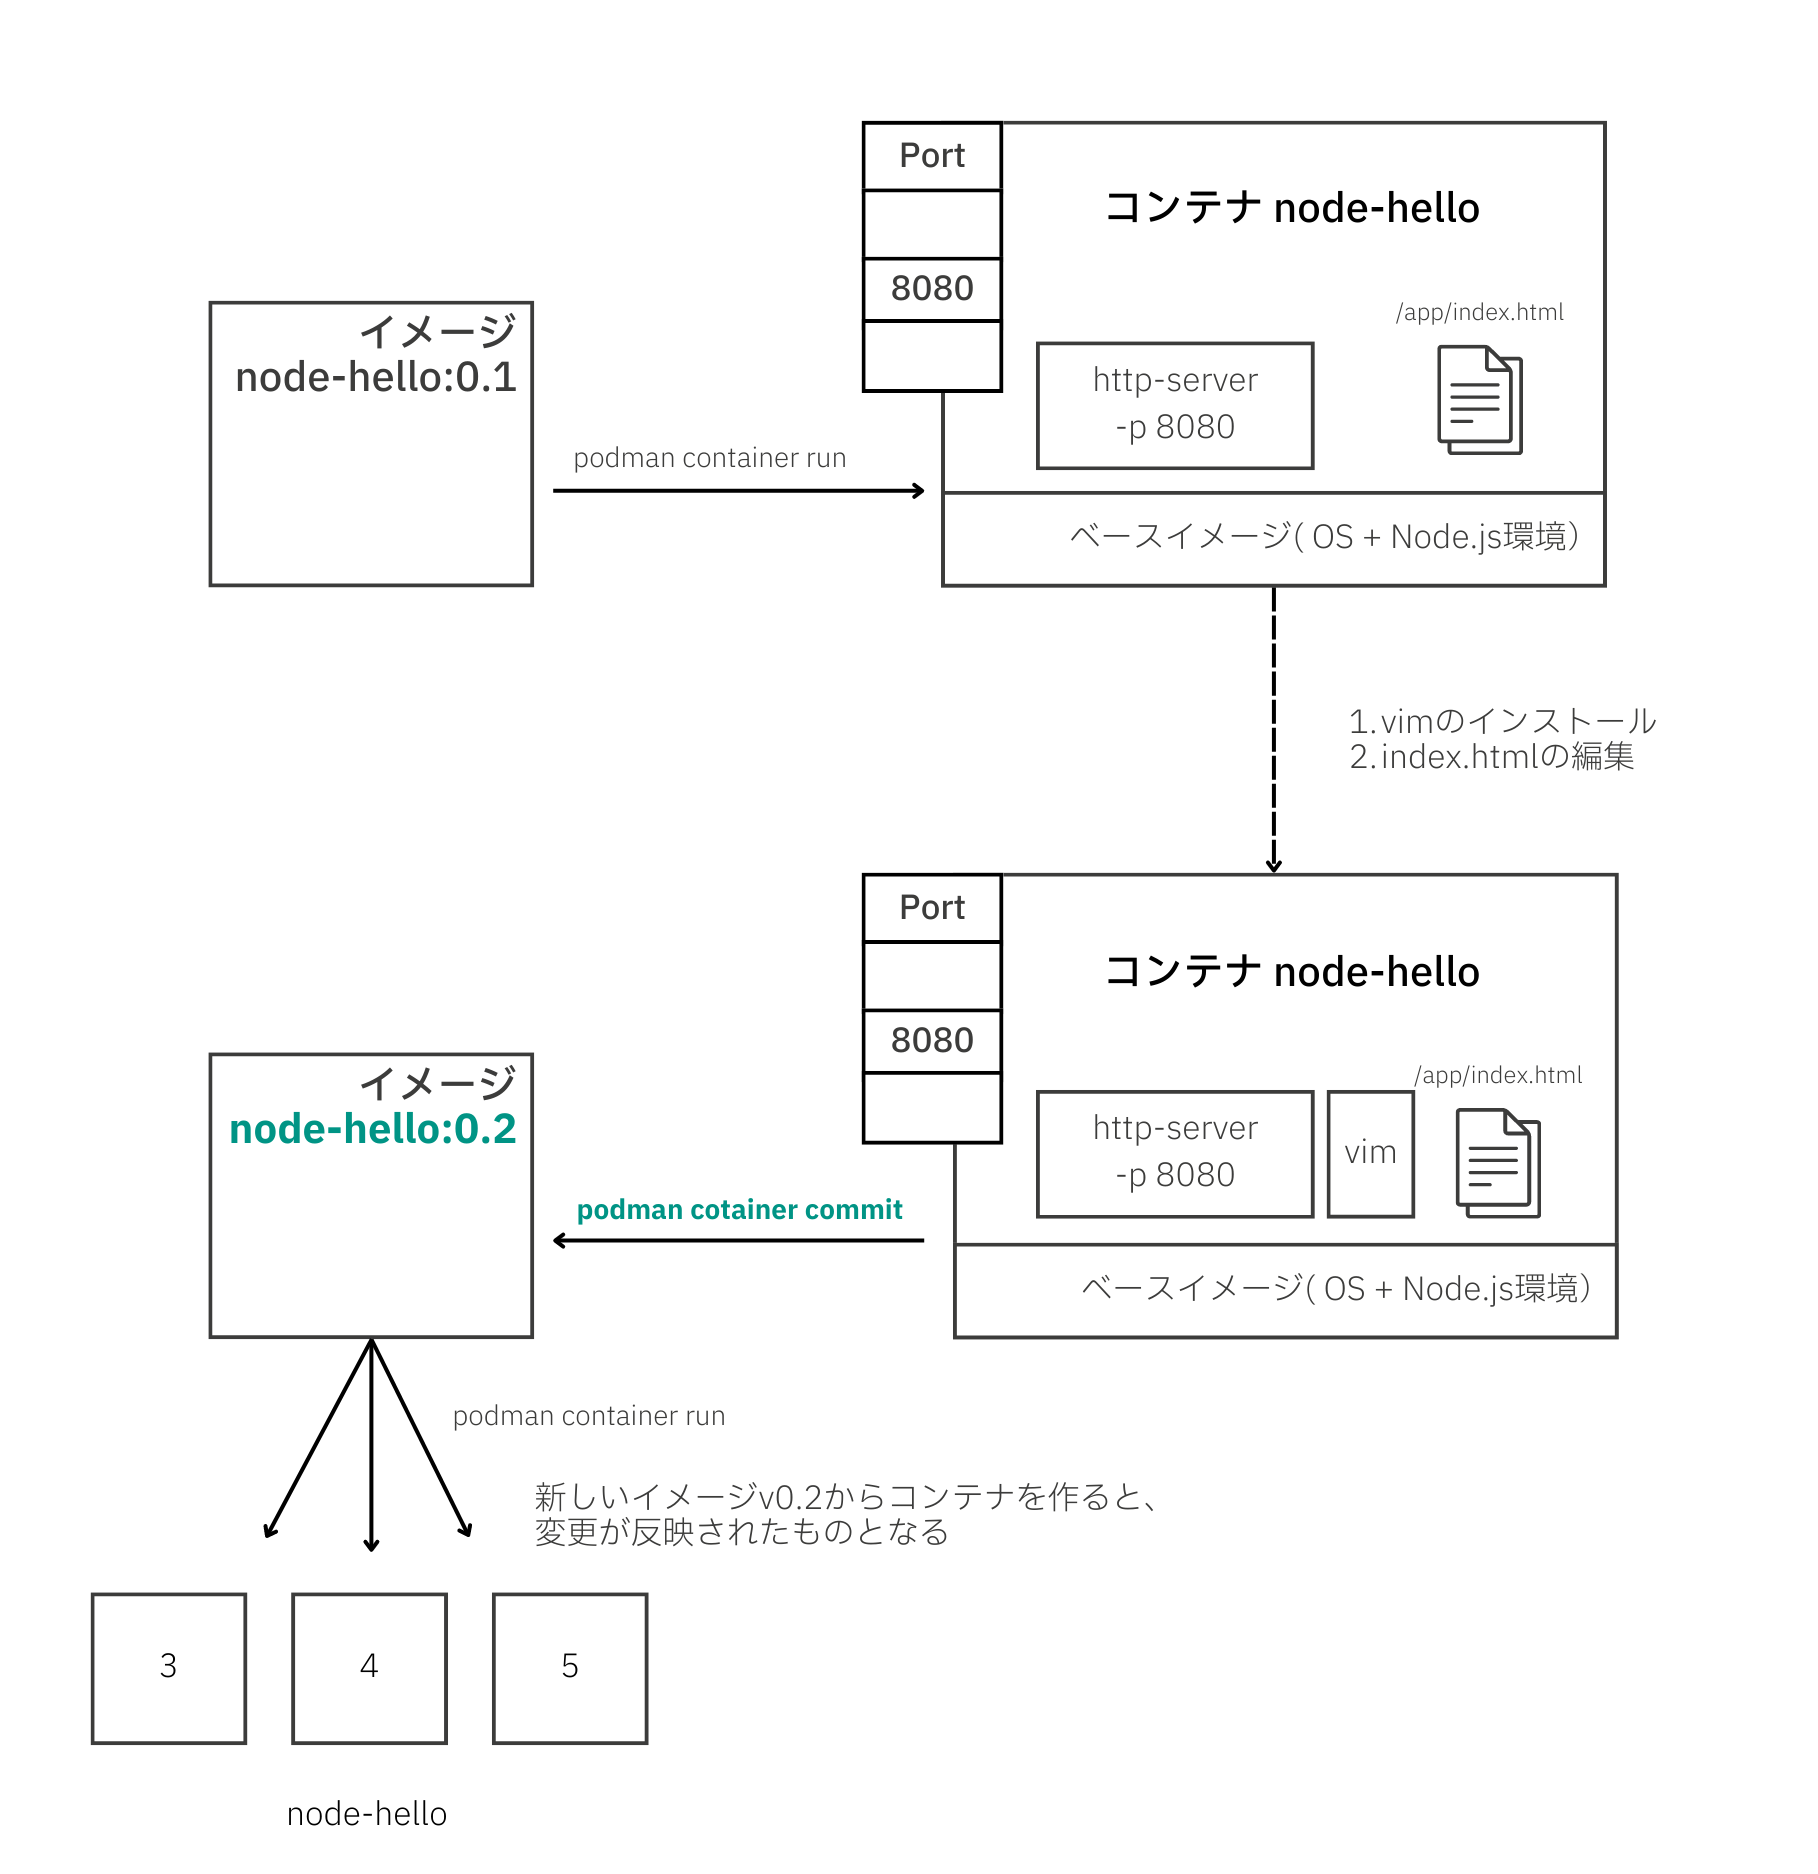 Port
コンテナ node-hello
8080
/app/index.html
イメージ
node-hello:0.1
http-server
-p 8080
podman container run
ベースイメージ( OS + Node.js環境)
1.vimのインストール
2.index.htmlの編集
Port
コンテナ node-hello
8080
/app/index.html
イメージ
node-hello:0.2
http-server
-p 8080
vim
podman cotainer commit
ベースイメージ( OS + Node.js環境)
podman container run
新しいイメージv0.2からコンテナを作ると、
変更が反映されたものとなる
3
4
5
node-hello